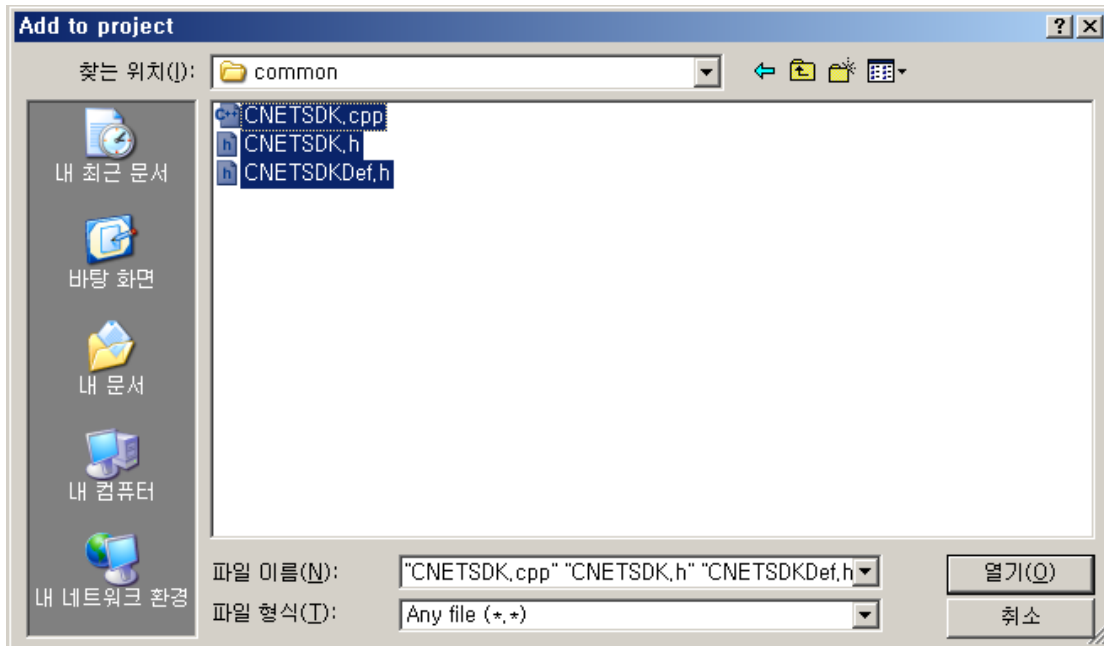 Add to project
찾는 위치(I): common
CNETSDK.cpp
CNETSDK.h
CNETSDKDef.h
내 최근 문서
바탕 화면
내 문서
내 컴퓨터
내 네트워크 환경
파일 이름(N): "CNETSDK.cpp" "CNETSDK.h" "CNETSDKDef.h 열기(O)
파일 형식(T): Any file (*.*) 취소